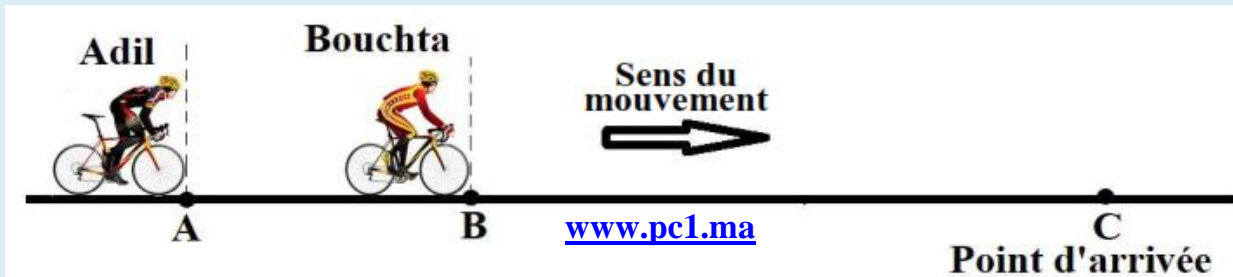 Adil
Bouchta
Sens du
mouvement
A
B
www.pc1.ma
C
Point d'arrivée